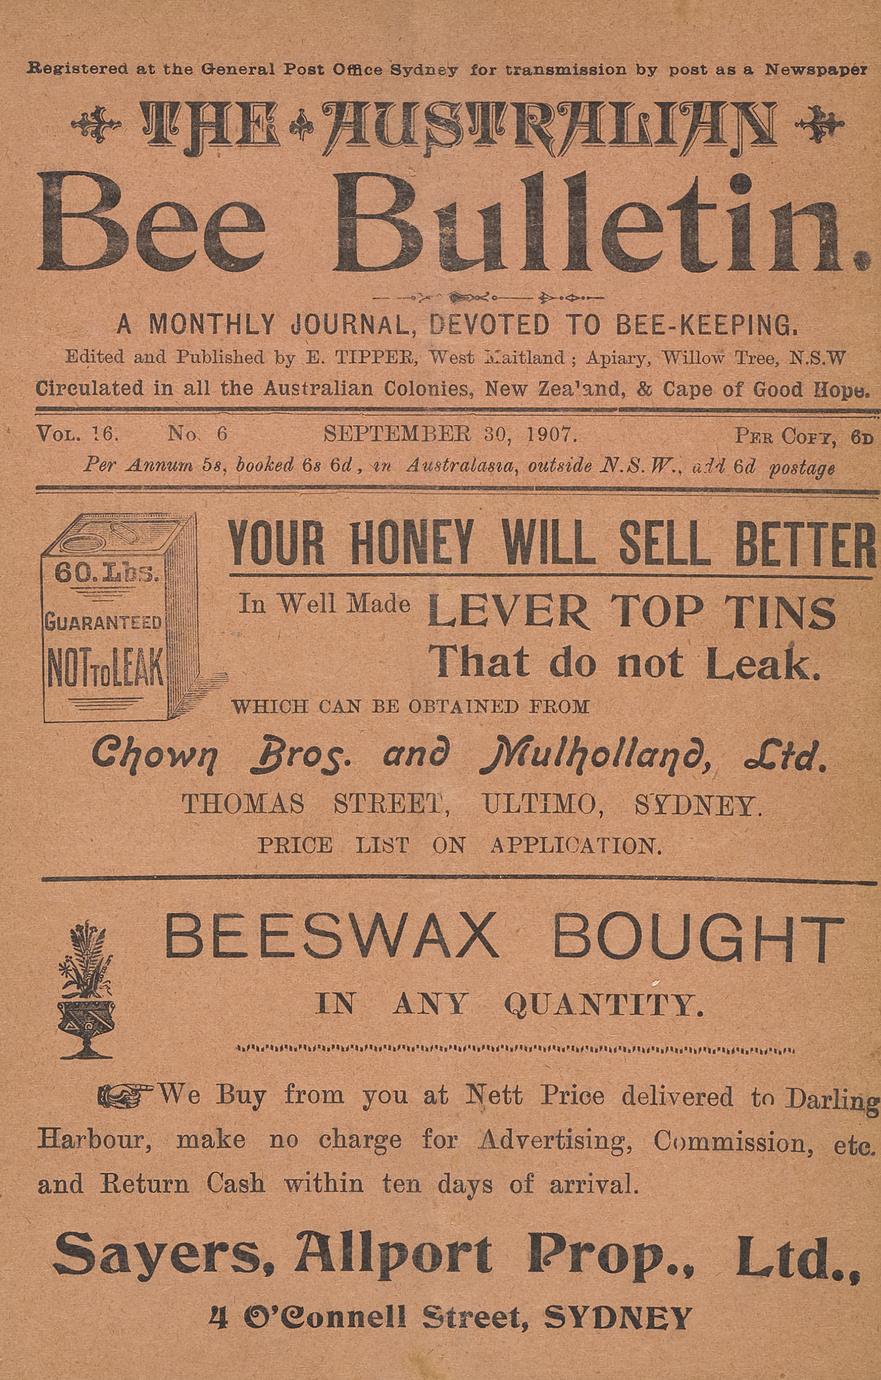 Registered at the General Post Office Sydney for transmission by post as a Newspaper
THE AUSTRALIAN
Bee Bulletin.
A MONTHLY JOURNAL, DEVOTED TO BEE-KEEPING.
Edited and Published by E. TIPPER, West Maitland ; Apiary, Willow Tree, N.S.W
Circulated in all the Australian Colonies, New Zea'and, & Cape of Good Hope.
VOL. 16. No. 6 SEPTEMBER 30, 1907. PER COPY, 6D
Per Annum 5s, booked 6s 6d, in Australasia, outside N.S.W., add 6d postage
60.Lbs.
GUARANTEED
NOT TO LEAK
YOUR HONEY WILL SELL BETTER
In Well Made LEVER TOP TINS
That do not Leak.
WHICH CAN BE OBTAINED FROM
Chown Bros. and Mulholland, Ltd.
THOMAS STREET, ULTIMO, SYDNEY.
PRICE LIST ON APPLICATION.
BEESWAX BOUGHT
IN ANY QUANTITY.
We Buy from you at Nett Price delivered to Darling
Harbour, make no charge for Advertising, Commission, etc.
and Return Cash within ten days of arrival.
Sayers, Allport Prop., Ltd.,
4 O'Connell Street, SYDNEY